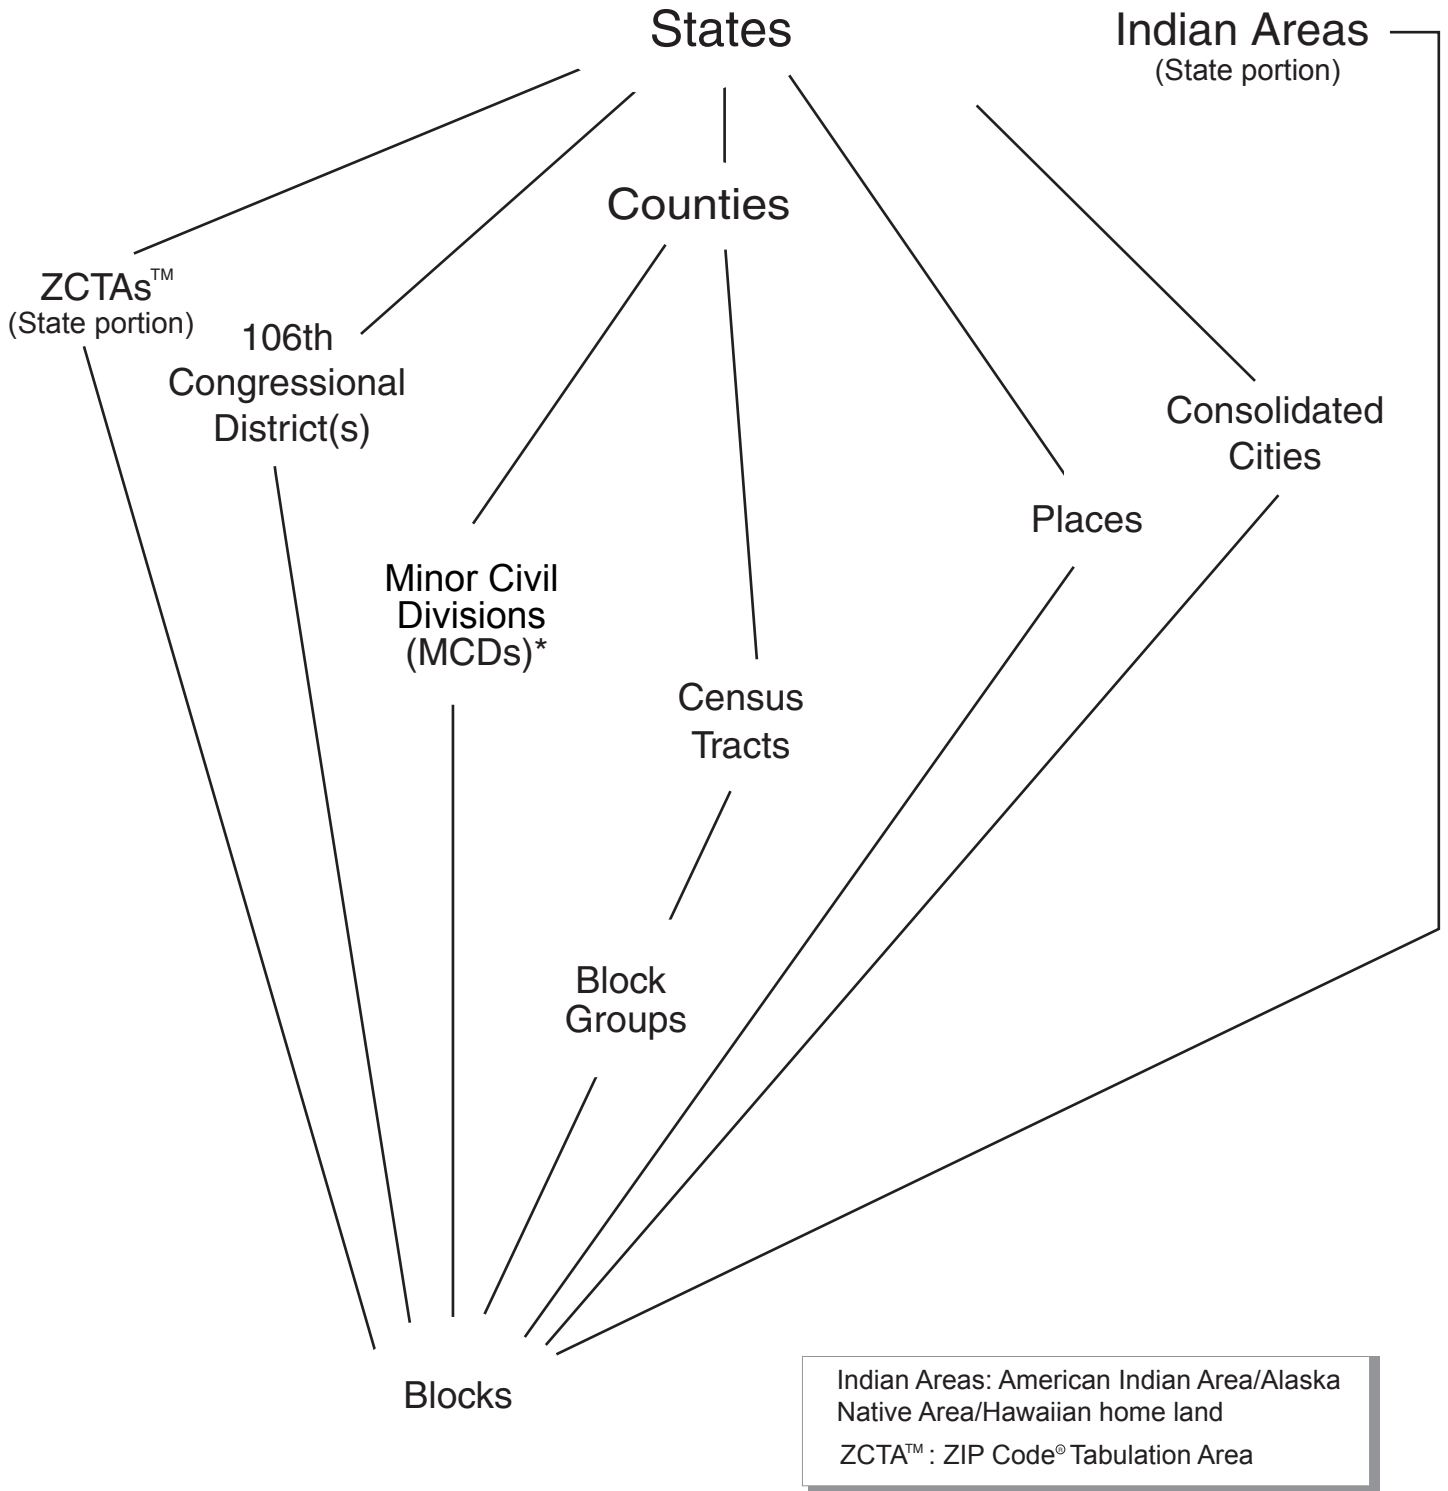 States
Indian Areas
(State portion)
Counties
ZCTAs™
(State portion)
106th
Congressional
District(s)
Consolidated
Cities
Places
Minor Civil
Divisions
(MCDs)*
Census
Tracts
Block
Groups
Blocks
Indian Areas: American Indian Area/Alaska
Native Area/Hawaiian home land
ZCTA™ : ZIP Code® Tabulation Area